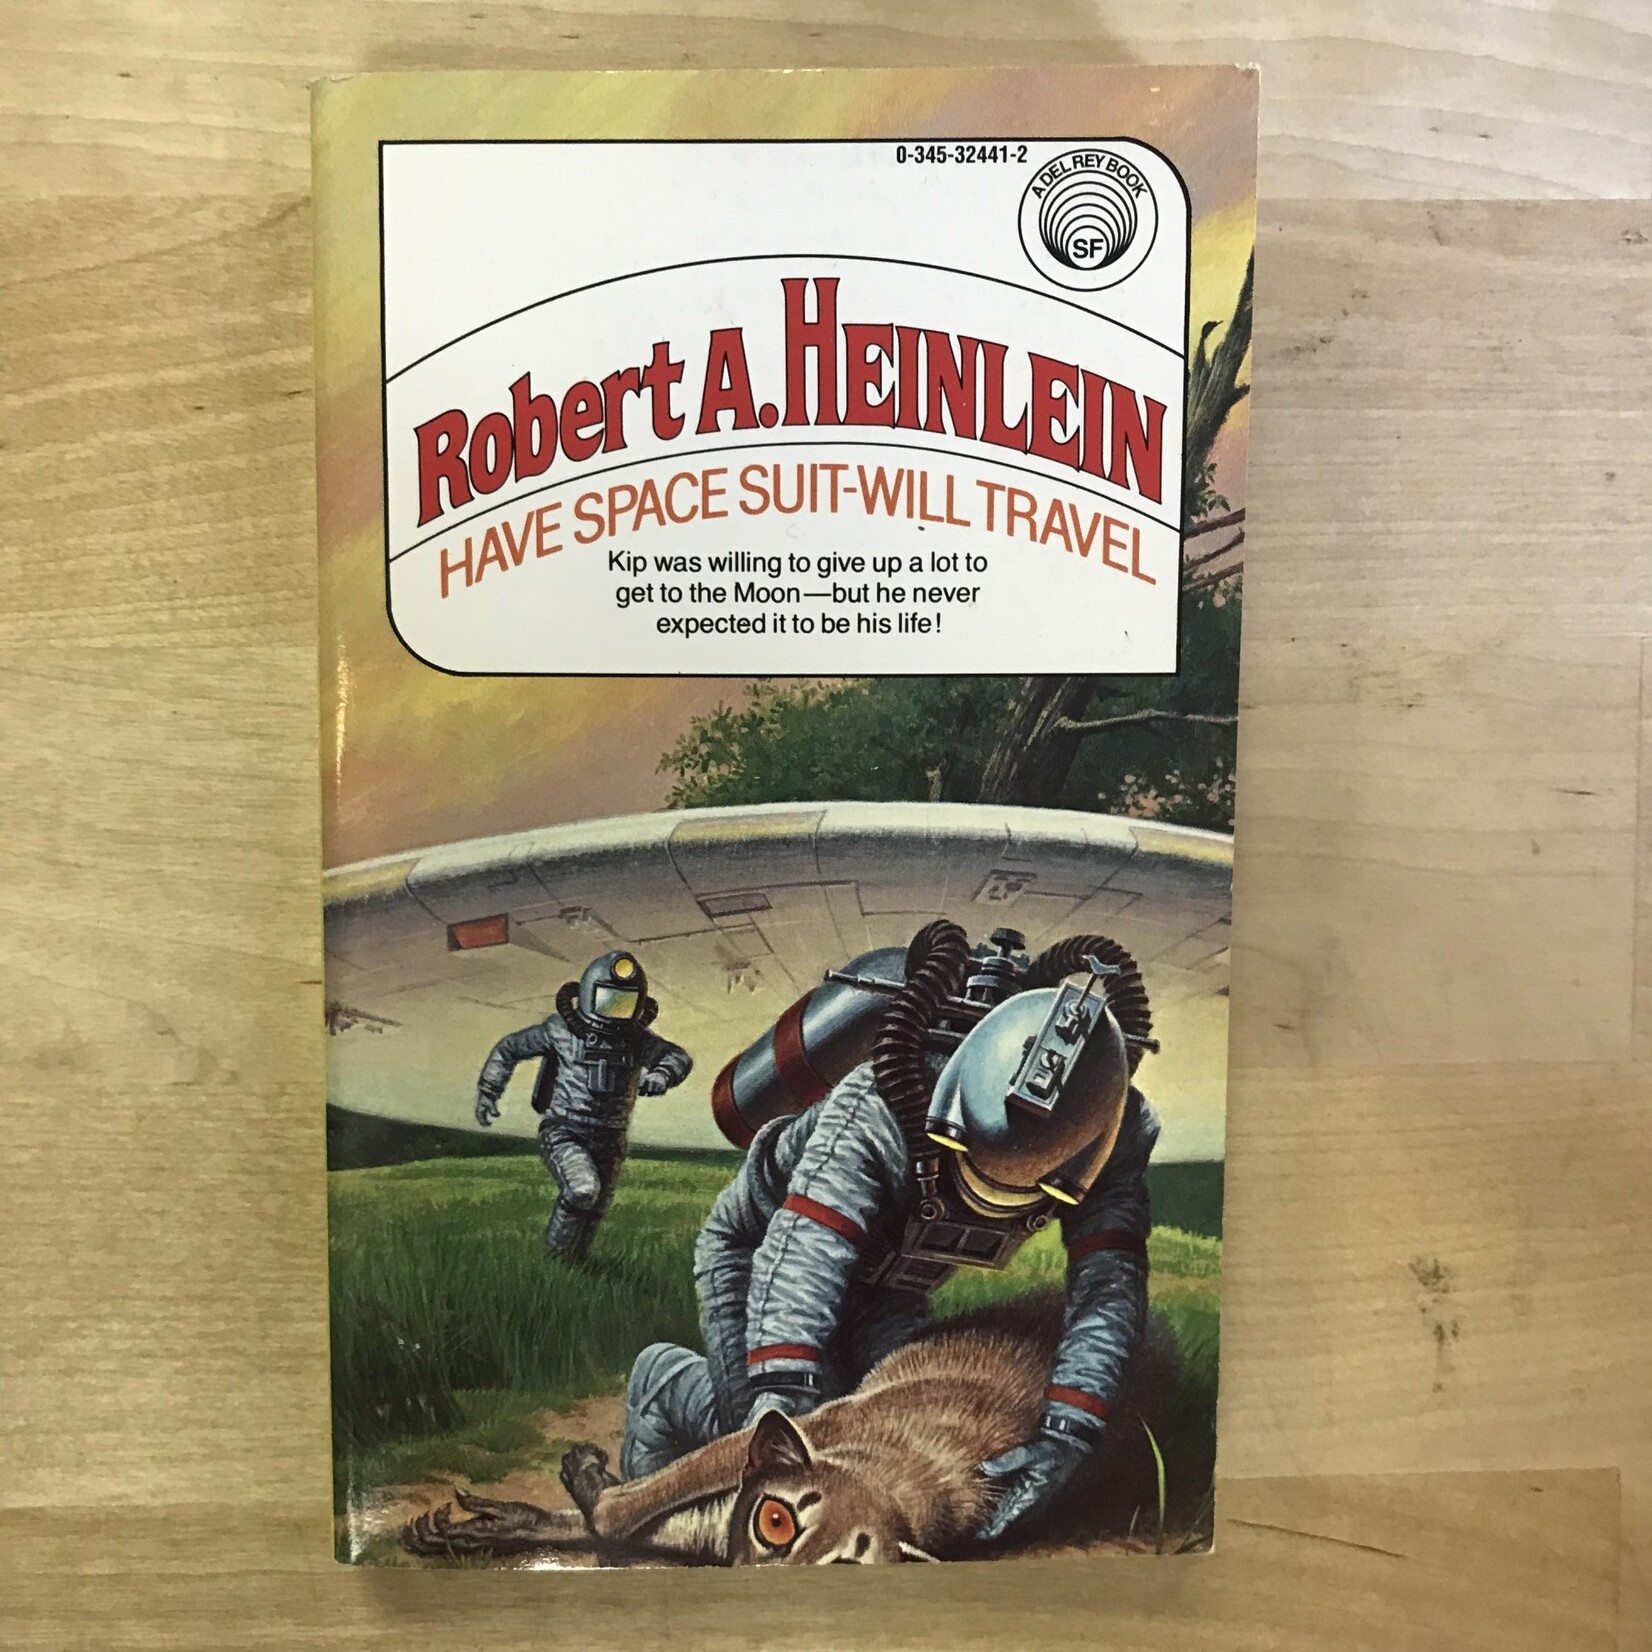 0-345-32441-2
A DEL REY BOOK
SF
Robert A. HEINLEIN
HAVE SPACE SUIT-WILL TRAVEL
Kip was willing to give up a lot to
get to the Moon—but he never
expected it to be his life!